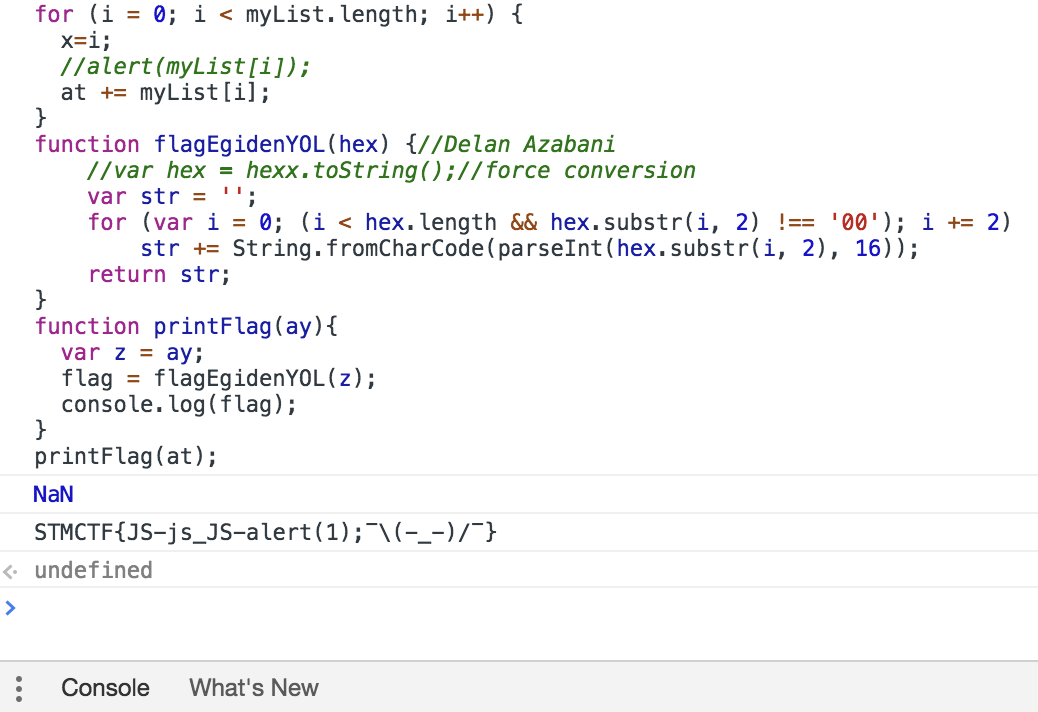 for (i = 0; i < myList.length; i++) {
  x=i;
  //alert(myList[i]);
  at += myList[i];
}
function flagEgidenYOL(hex) {//Delan Azabani
    //var hex = hexx.toString();//force conversion
    var str = '';
    for (var i = 0; (i < hex.length && hex.substr(i, 2) !== '00'); i += 2)
        str += String.fromCharCode(parseInt(hex.substr(i, 2), 16));
    return str;
}
function printFlag(ay){
  var z = ay;
  flag = flagEgidenYOL(z);
  console.log(flag);
}
printFlag(at);
NaN
STMCTF{JS-js_JS-alert(1);¯\(-_-)/¯}
undefined
Console What's New